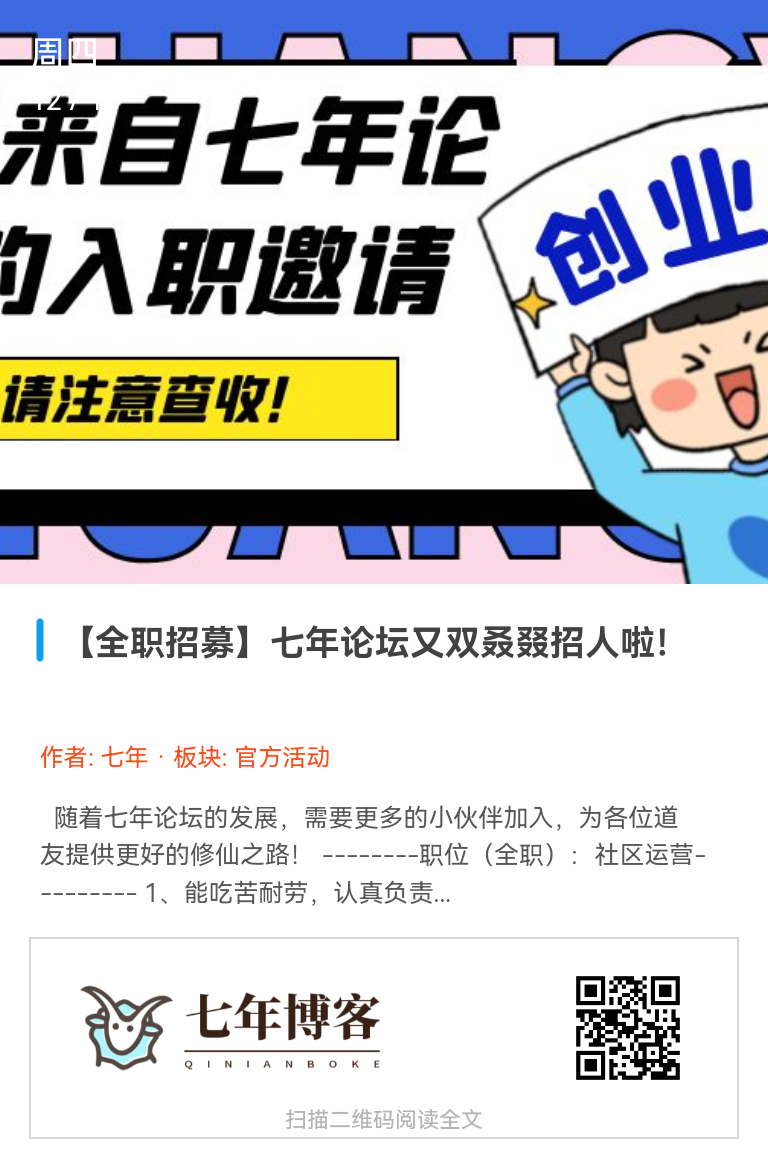 周四
来自七年论
的入职邀请
请注意查收!
创业
【全职招募】七年论坛又双叒叕招人啦!
作者: 七年 · 板块: 官方活动
随着七年论坛的发展，需要更多的小伙伴加入，为各位道
友提供更好的修仙之路！ --------职位（全职）：社区运营-
-------- 1、能吃苦耐劳，认真负责...
七年博客
QINIANBOKE
扫描二维码阅读全文